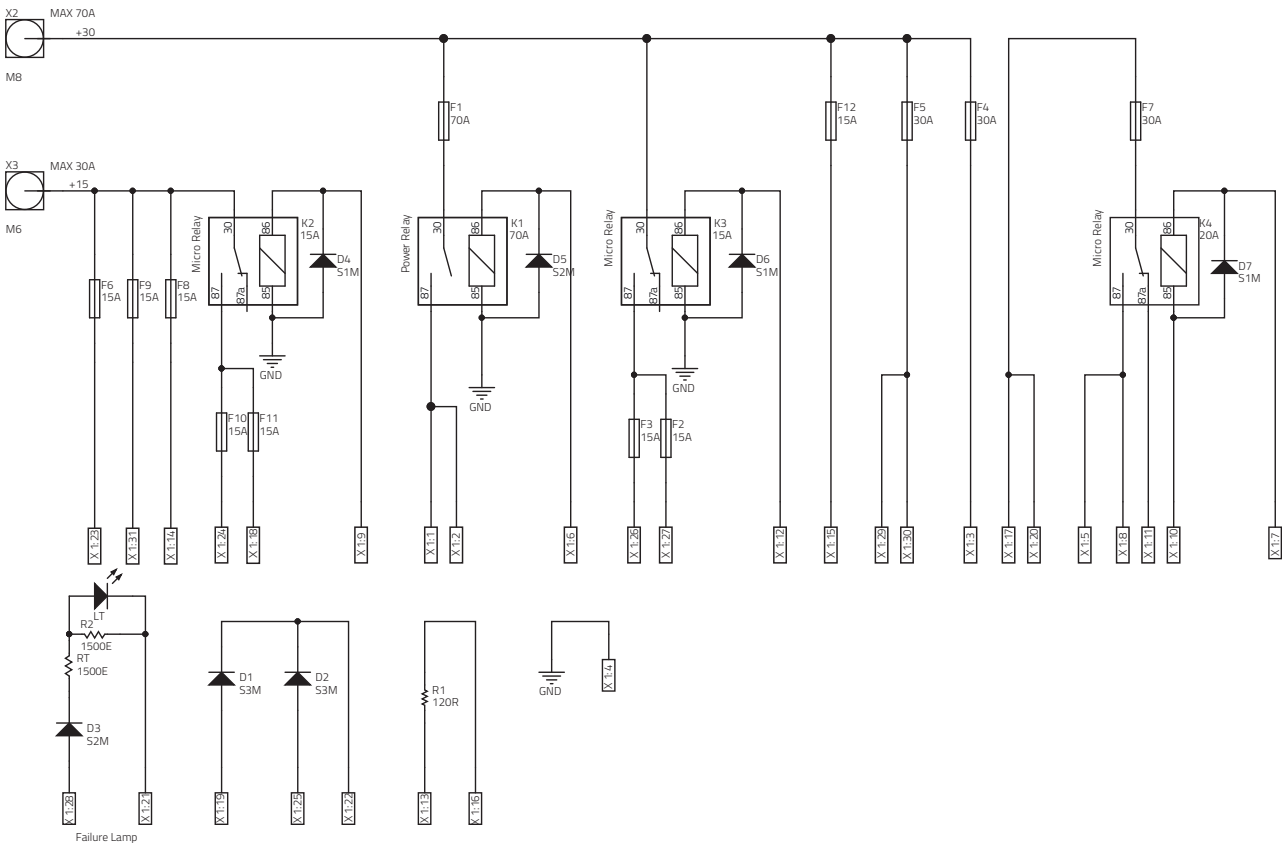 X2
MAX 70A
+30
M8
F1
70A
F12
15A
F5
30A
F4
30A
F7
30A
X3
MAX 30A
+15
M6
F6
15A
F9
15A
F8
15A
Micro Relay
30
86
87
87a
85
K2
15A
D4
S1M
GND
Power Relay
30
86
87
85
K1
70A
D5
S2M
GND
Micro Relay
30
86
87
87a
85
K3
15A
D6
S1M
GND
Micro Relay
30
86
87
87a
85
K4
20A
D7
S1M
F10
15A
F11
15A
F3
15A
F2
15A
X1:23
X1:31
X1:14
X1:24
X1:18
X1:9
X1:1
X1:2
X1:6
X1:26
X1:27
X1:12
X1:15
X1:29
X1:30
X1:3
X1:17
X1:20
X1:5
X1:8
X1:11
X1:10
X1:7
LT
R2
1500E
RT
1500E
D3
S2M
D1
S3M
D2
S3M
R1
120R
GND
X1:4
X1:28
X1:21
X1:19
X1:25
X1:22
X1:13
X1:16
Failure Lamp